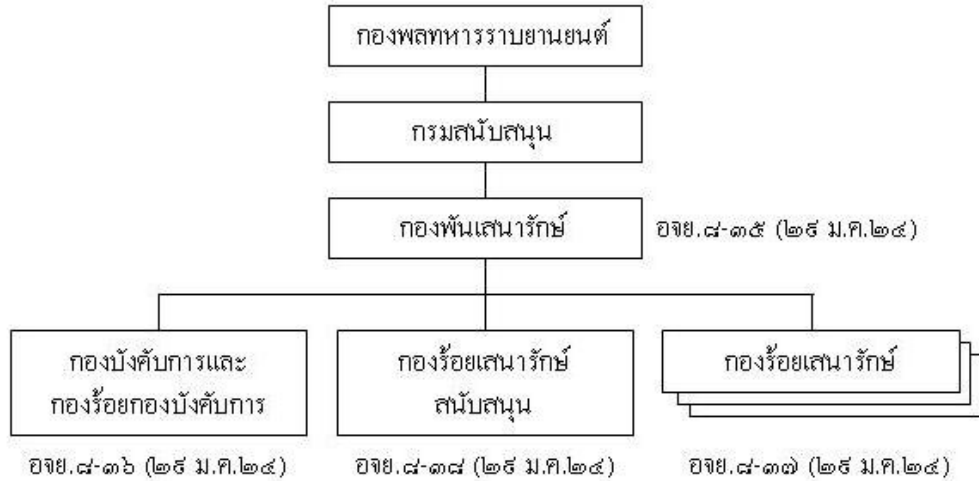 กองพลทหารราบยานยนต์
กรมสนับสนุน
กองพันเสนารักษ์ อจย.๘-๓๕ (๒๙ ม.ค.๒๔)
กองบังคับการและ
กองร้อยกองบังคับการ
กองร้อยเสนารักษ์
สนับสนุน
กองร้อยเสนารักษ์
อจย.๘-๓๖ (๒๙ ม.ค.๒๔)
อจย.๘-๓๘ (๒๙ ม.ค.๒๔)
อจย.๘-๓๗ (๒๙ ม.ค.๒๔)